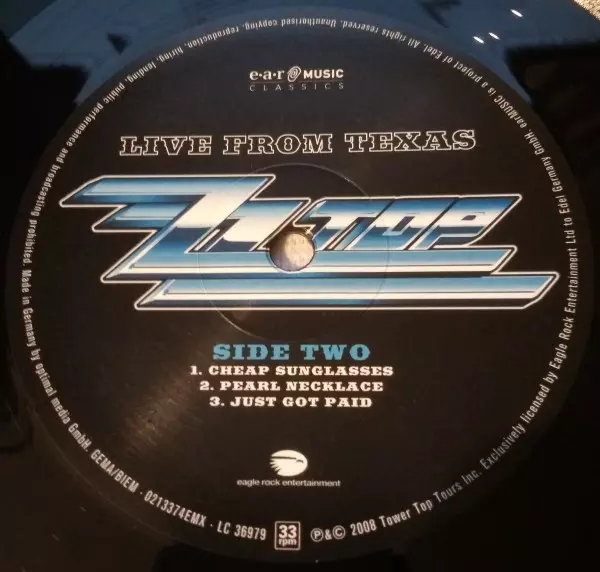 e·a·r MUSIC
CLASSICS
LIVE FROM TEXAS
ZZ TOP
SIDE TWO
1. CHEAP SUNGLASSES
2. PEARL NECKLACE
3. JUST GOT PAID
eagle rock entertainment
33
rpm
℗&© 2008 Tower Top Tours Inc. Exclusively licensed by Eagle Rock Entertainment Ltd to Edel Germany GmbH. earMUSIC is a project of Edel. All rights reserved. Unauthorised copying, reproduction, hiring, lending, public performance and broadcasting prohibited. Made in Germany by optimal media GmbH. GEMA/BIEM · 0213374EMX · LC 36979